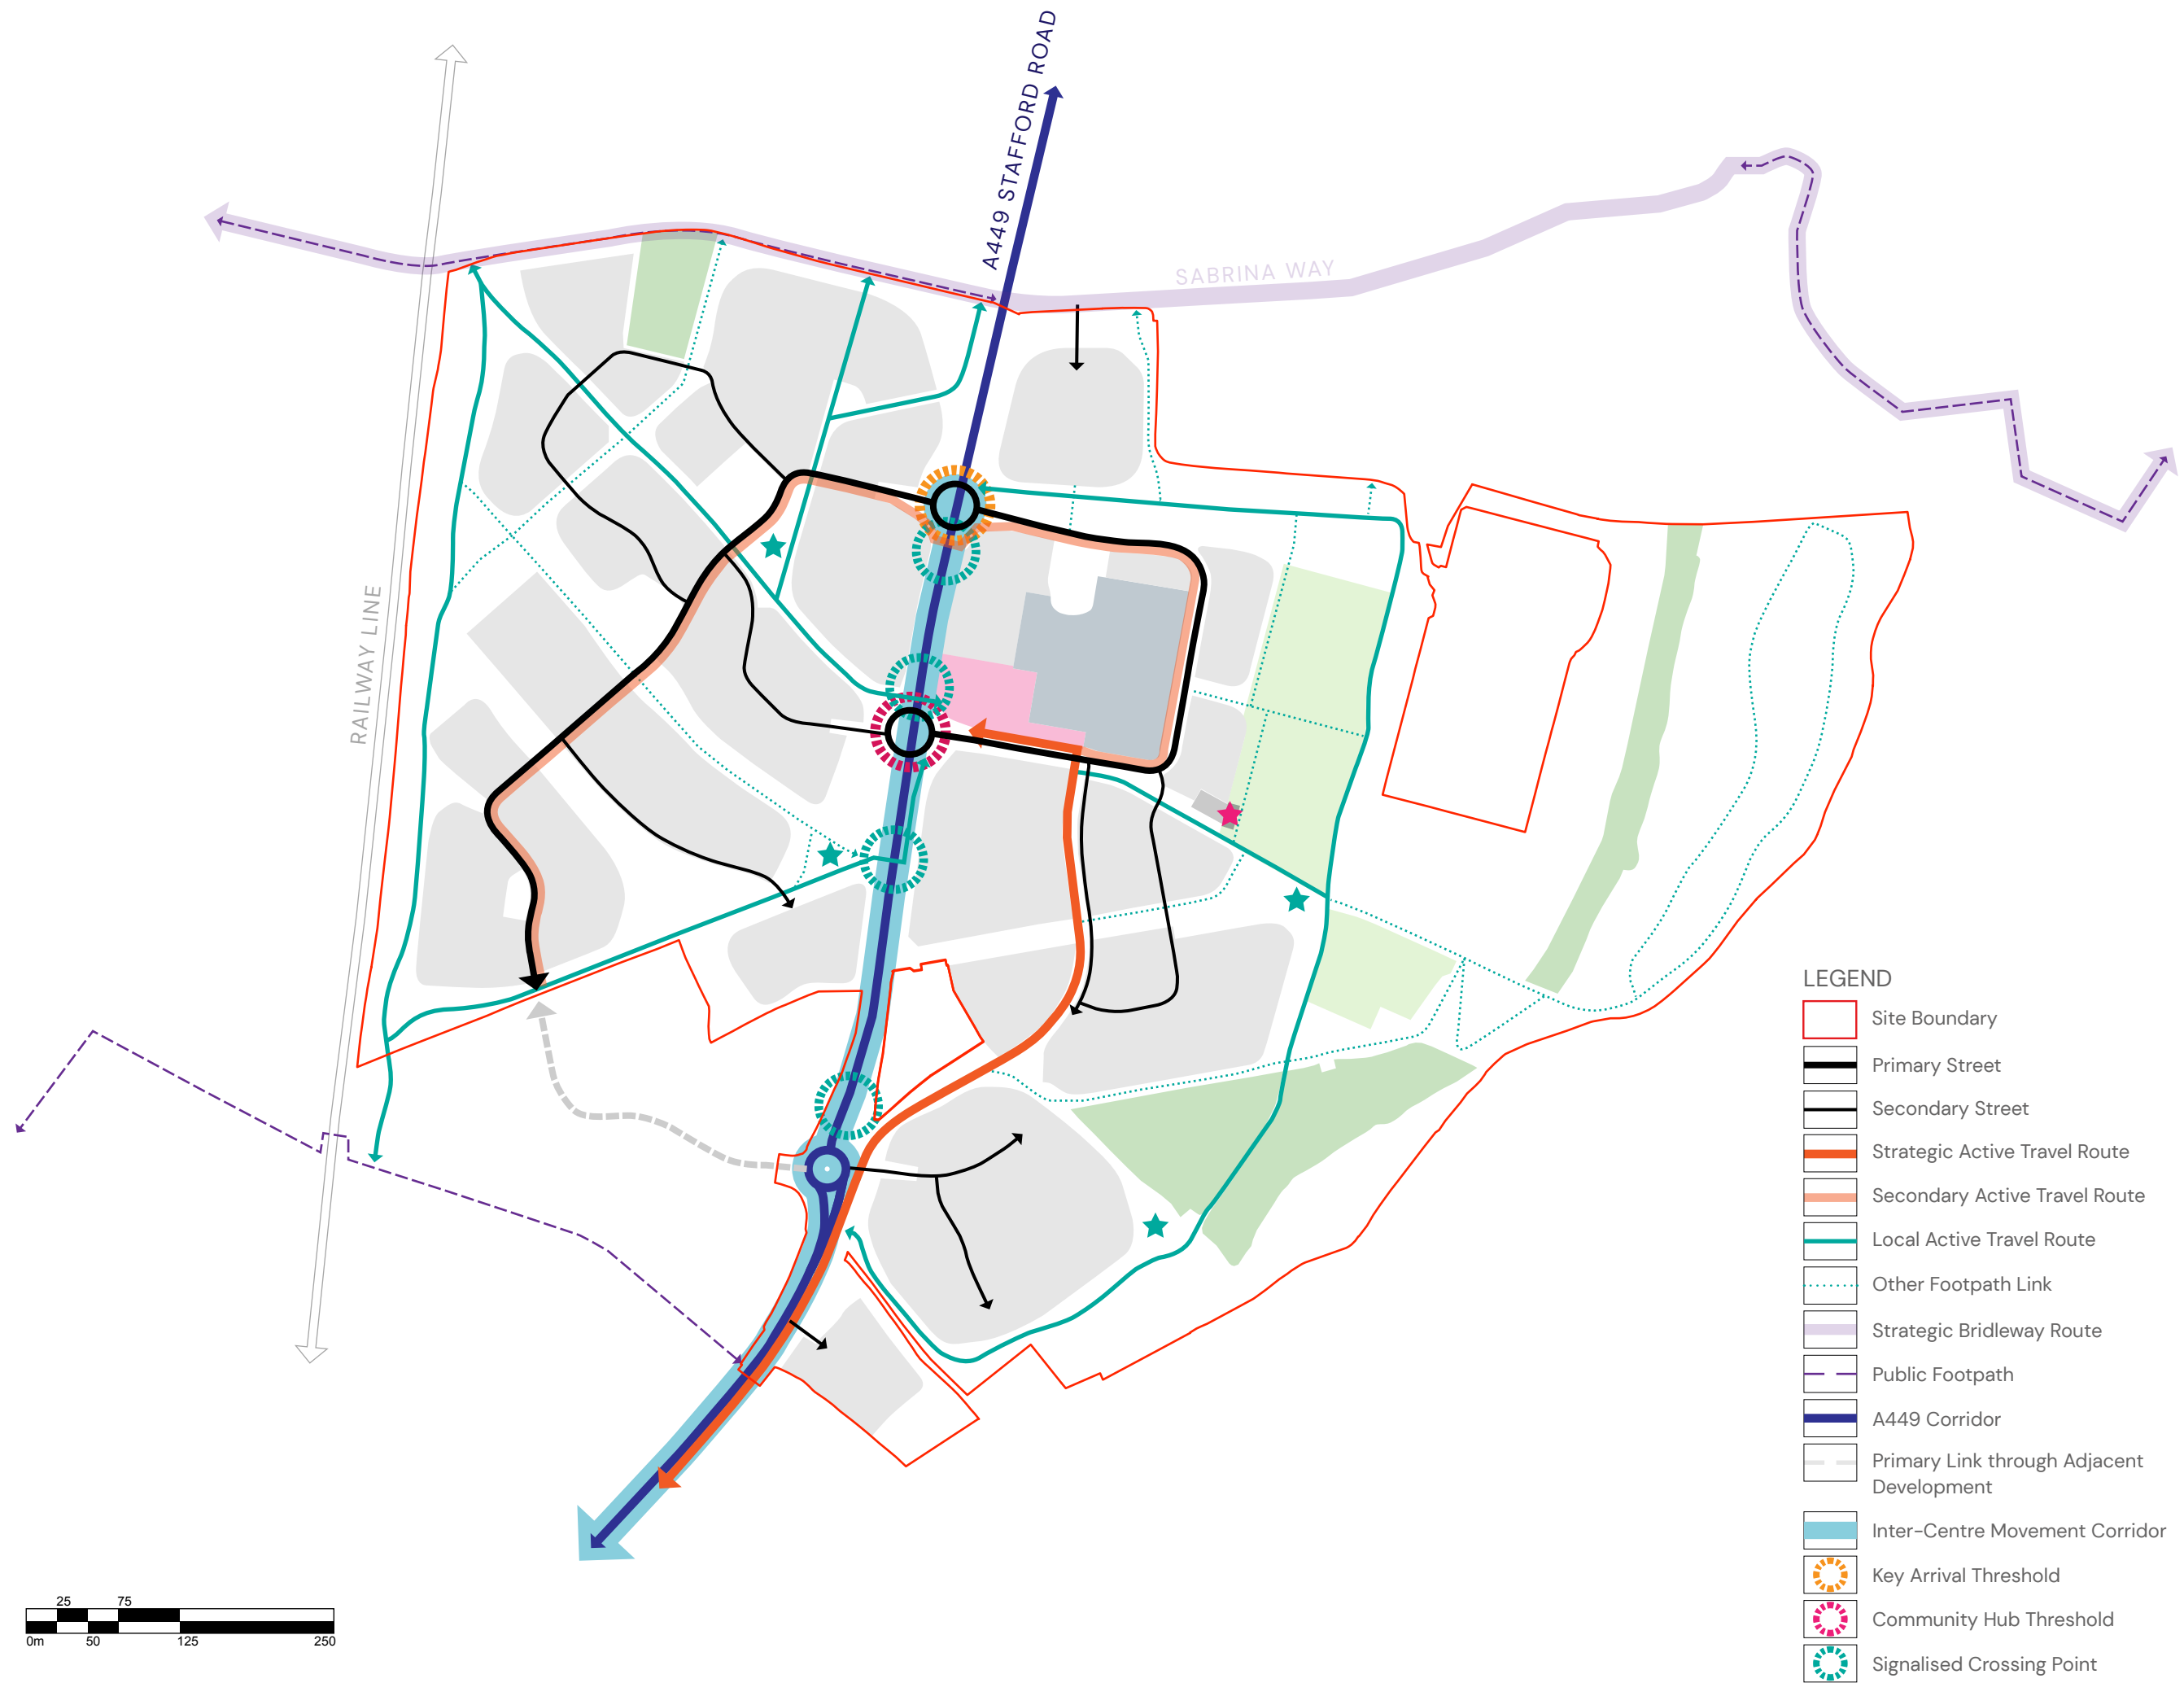 A449 STAFFORD ROAD
SABRINA WAY
RAILWAY LINE
LEGEND
Site Boundary
Primary Street
Secondary Street
Strategic Active Travel Route
Secondary Active Travel Route
Local Active Travel Route
Other Footpath Link
Strategic Bridleway Route
Public Footpath
A449 Corridor
Primary Link through Adjacent
Development
Inter-Centre Movement Corridor
Key Arrival Threshold
Community Hub Threshold
Signalised Crossing Point
25 75
0m 50 125 250